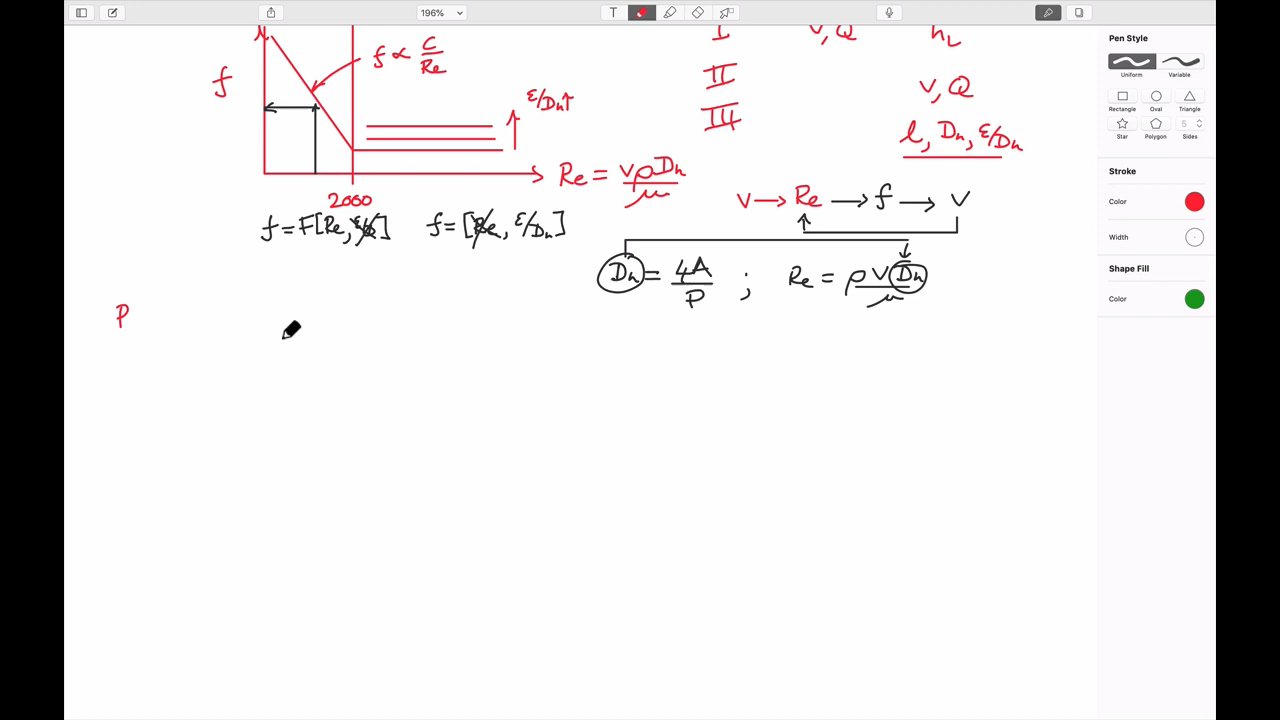 196%
T
I V, Q hL
f ∝ C/Re
f
II V, Q
ε/Dh↑
III l, Dh, ε/Dh
Re = VρDh/μ
2000
V → Re → f → V
f = F[Re, ε/D] f = [Re, ε/Dh]
Dh = 4A/P ; Re = ρVDh/μ
P
Pen Style
Uniform Variable
Rectangle Oval Triangle
5
Star Polygon Sides
Stroke
Color
Width
Shape Fill
Color